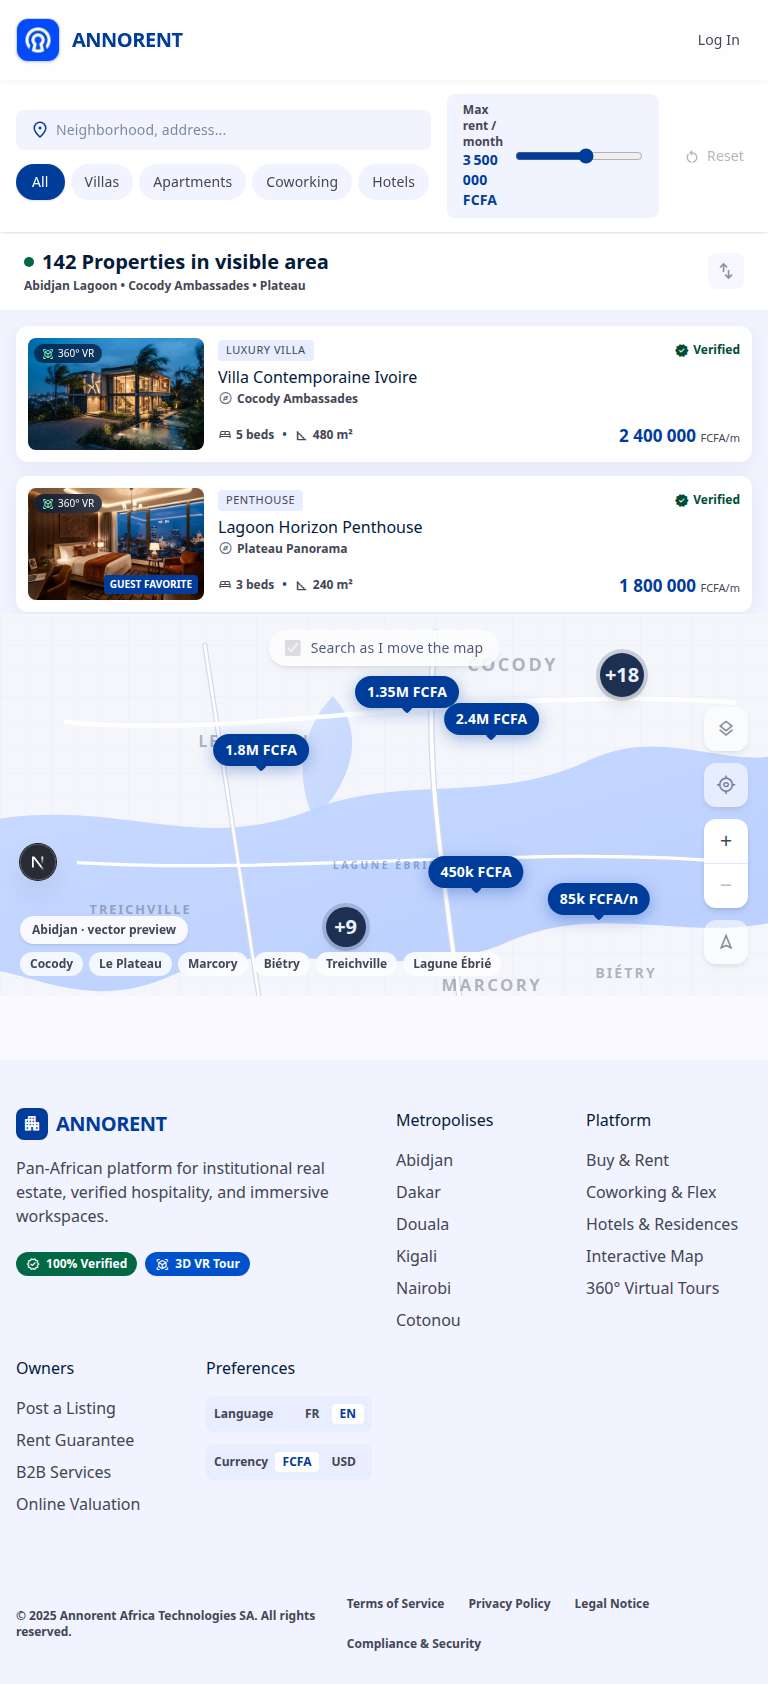 ANNORENT
Log In
Neighborhood, address...
All
Villas
Apartments
Coworking
Hotels
Max
rent /
month
3 500
000
FCFA
Reset
142 Properties in visible area
Abidjan Lagoon • Cocody Ambassades • Plateau
360° VR
LUXURY VILLA
Verified
Villa Contemporaine Ivoire
Cocody Ambassades
5 beds • 480 m²
2 400 000 FCFA/m
360° VR
GUEST FAVORITE
PENTHOUSE
Verified
Lagoon Horizon Penthouse
Plateau Panorama
3 beds • 240 m²
1 800 000 FCFA/m
Search as I move the map
COCODY
+18
1.35M FCFA
2.4M FCFA
1.8M FCFA
+
−
N
450k FCFA
85k FCFA/n
TREICHVILLE
+9
Abidjan · vector preview
Cocody
Le Plateau
Marcory
Biétry
Treichville
Lagune Ébrié
BIÉTRY
MARCORY
ANNORENT
Pan-African platform for institutional real
estate, verified hospitality, and immersive
workspaces.
100% Verified
3D VR Tour
Metropolises
Abidjan
Dakar
Douala
Kigali
Nairobi
Cotonou
Platform
Buy & Rent
Coworking & Flex
Hotels & Residences
Interactive Map
360° Virtual Tours
Owners
Post a Listing
Rent Guarantee
B2B Services
Online Valuation
Preferences
Language FR EN
Currency FCFA USD
© 2025 Annorent Africa Technologies SA. All rights
reserved.
Terms of Service
Privacy Policy
Legal Notice
Compliance & Security